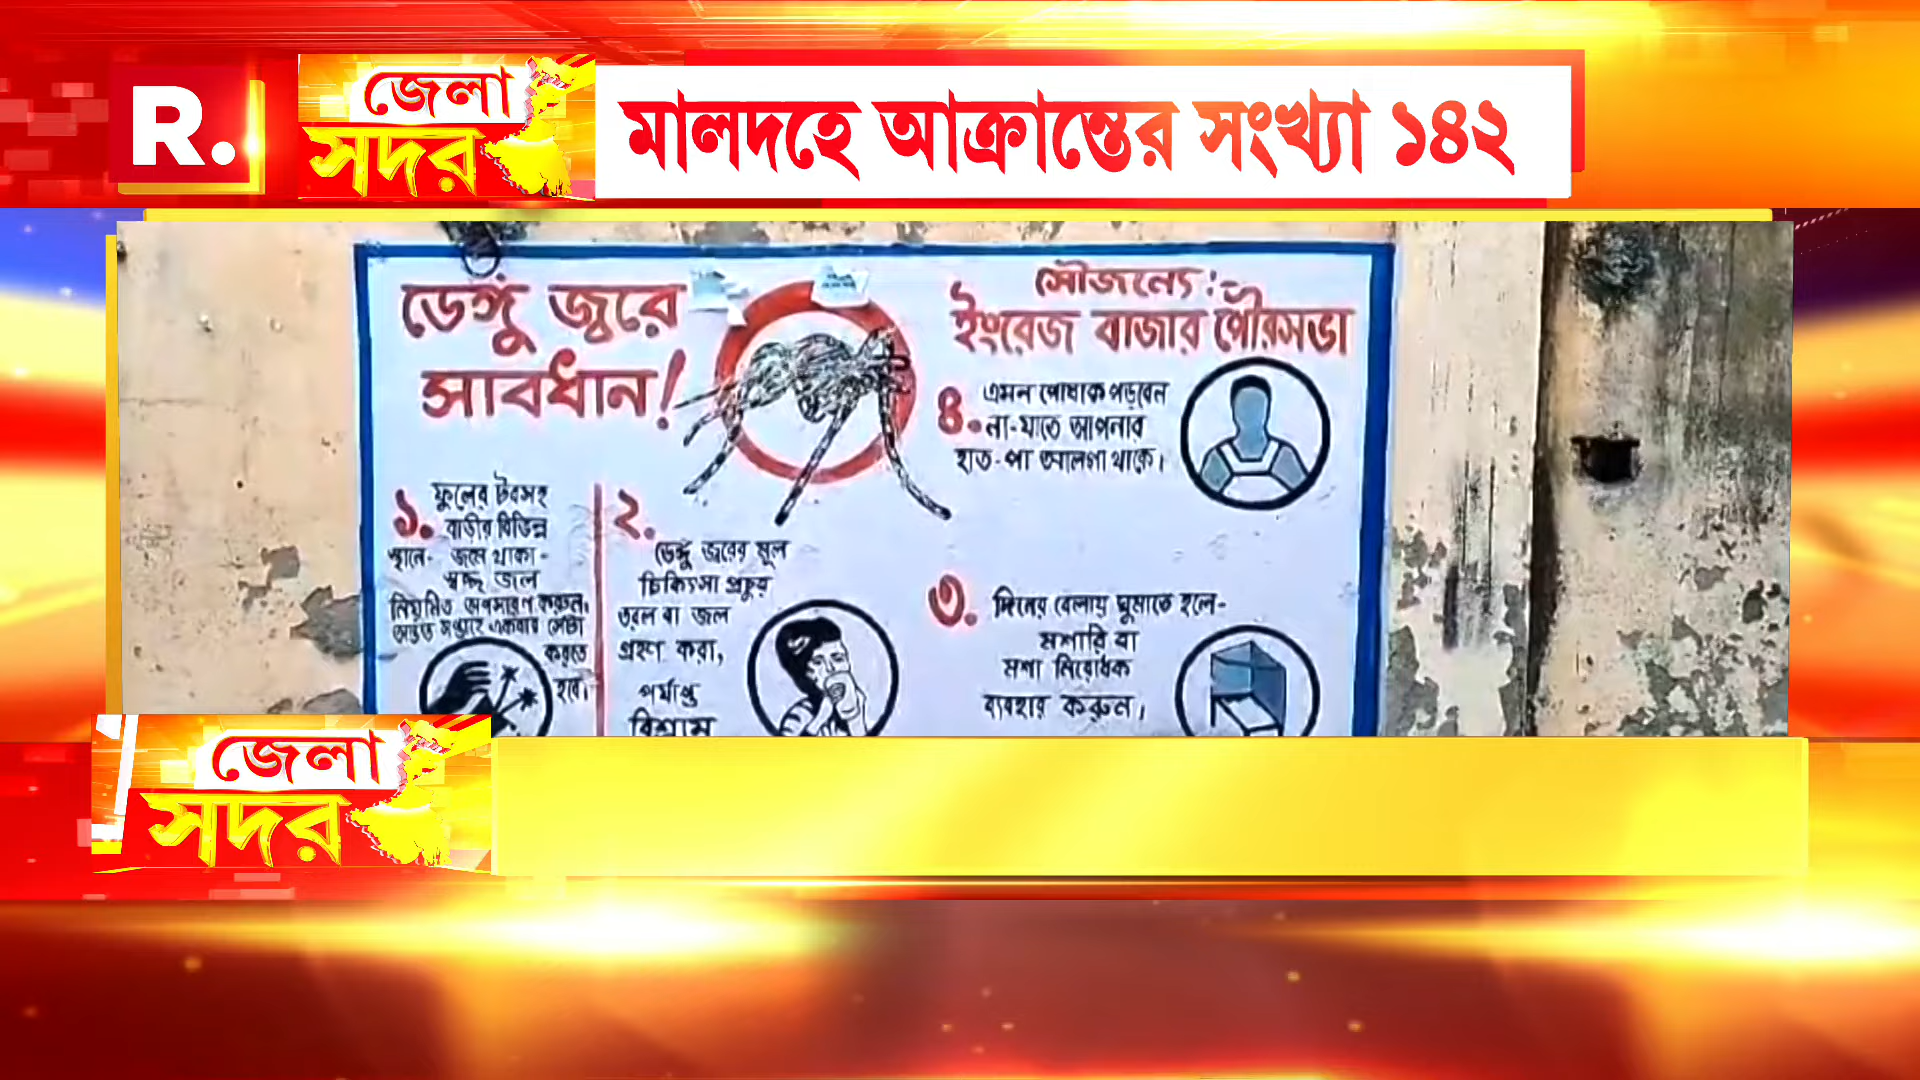 R.
জেলা
সদর
মালদহে আক্রান্তের সংখ্যা ১৪২
ডেঙ্গু জ্বরে
সাবধান!
সৌজন্যে:-
ইংরেজ বাজার পৌরসভা
৪. এমন পোষাক পড়বেন
না-যাতে আপনার
হাত-পা আলগা থাকে।
১. ফুলের টবসহ
বাড়ীর বিভিন্ন
স্থানে- জমে থাকা-
স্বচ্ছ জল
নিয়মিত অপসারণ করুন,
অন্তত সপ্তাহে একবার সেটা
করতে
হবে।
২.
ডেঙ্গু জ্বরের মূল
চিকিৎসা প্রচুর
তরল বা জল
গ্রহণ করা,
পর্যাপ্ত
বিশ্রাম
৩. দিনের বেলায় ঘুমাতে হলে-
মশারি বা
মশা নিরোধক
ব্যবহার করুন।
জেলা
সদর